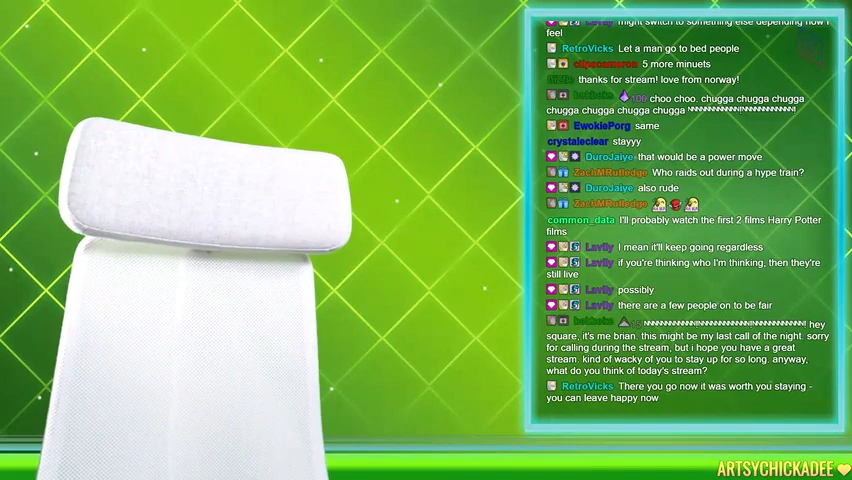 Lavlly might switch to something else depending how I
feel
RetroVicks Let a man go to bed people
clipscameron 5 more minuets
thanks for stream! love from norway!
bekbeko 100 choo choo. chugga chugga chugga
chugga chugga chugga chugga
EwokiePorg same
crystaleclear stayyy
DuroJaiye that would be a power move
ZachMRutledge Who raids out during a hype train?
DuroJaiye also rude
ZachMRutledge
common_data I'll probably watch the first 2 films Harry Potter
films
Lavlly I mean it'll keep going regardless
Lavlly if you're thinking who I'm thinking, then they're
still live
Lavlly possibly
Lavlly there are a few people on to be fair
bekbeko 15 hey
square, it's me brian. this might be my last call of the night. sorry
for calling during the stream, but i hope you have a great
stream. kind of wacky of you to stay up for so long. anyway,
what do you think of today's stream?
RetroVicks There you go now it was worth you staying -
you can leave happy now
ARTSYCHICKADEE